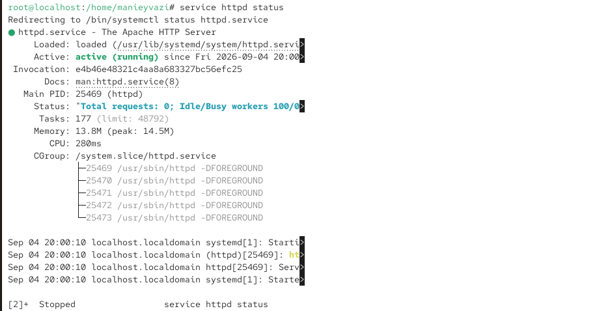 root@localhost:/home/manieyvazi# service httpd status
Redirecting to /bin/systemctl status httpd.service
● httpd.service - The Apache HTTP Server
Loaded: loaded (/usr/lib/systemd/system/httpd.servi>
Active: active (running) since Fri 2026-09-04 20:00>
Invocation: e4b46e48321c4aa8a683327bc56efc25
Docs: man:httpd.service(8)
Main PID: 25469 (httpd)
Status: "Total requests: 0; Idle/Busy workers 100/0>
Tasks: 177 (limit: 48792)
Memory: 13.8M (peak: 14.5M)
CPU: 280ms
CGroup: /system.slice/httpd.service
├─25469 /usr/sbin/httpd -DFOREGROUND
├─25470 /usr/sbin/httpd -DFOREGROUND
├─25471 /usr/sbin/httpd -DFOREGROUND
├─25472 /usr/sbin/httpd -DFOREGROUND
└─25473 /usr/sbin/httpd -DFOREGROUND
Sep 04 20:00:10 localhost.localdomain systemd[1]: Starti>
Sep 04 20:00:10 localhost.localdomain (httpd)[25469]: ht>
Sep 04 20:00:10 localhost.localdomain httpd[25469]: Serv>
Sep 04 20:00:10 localhost.localdomain systemd[1]: Starte>
[2]+ Stopped service httpd status